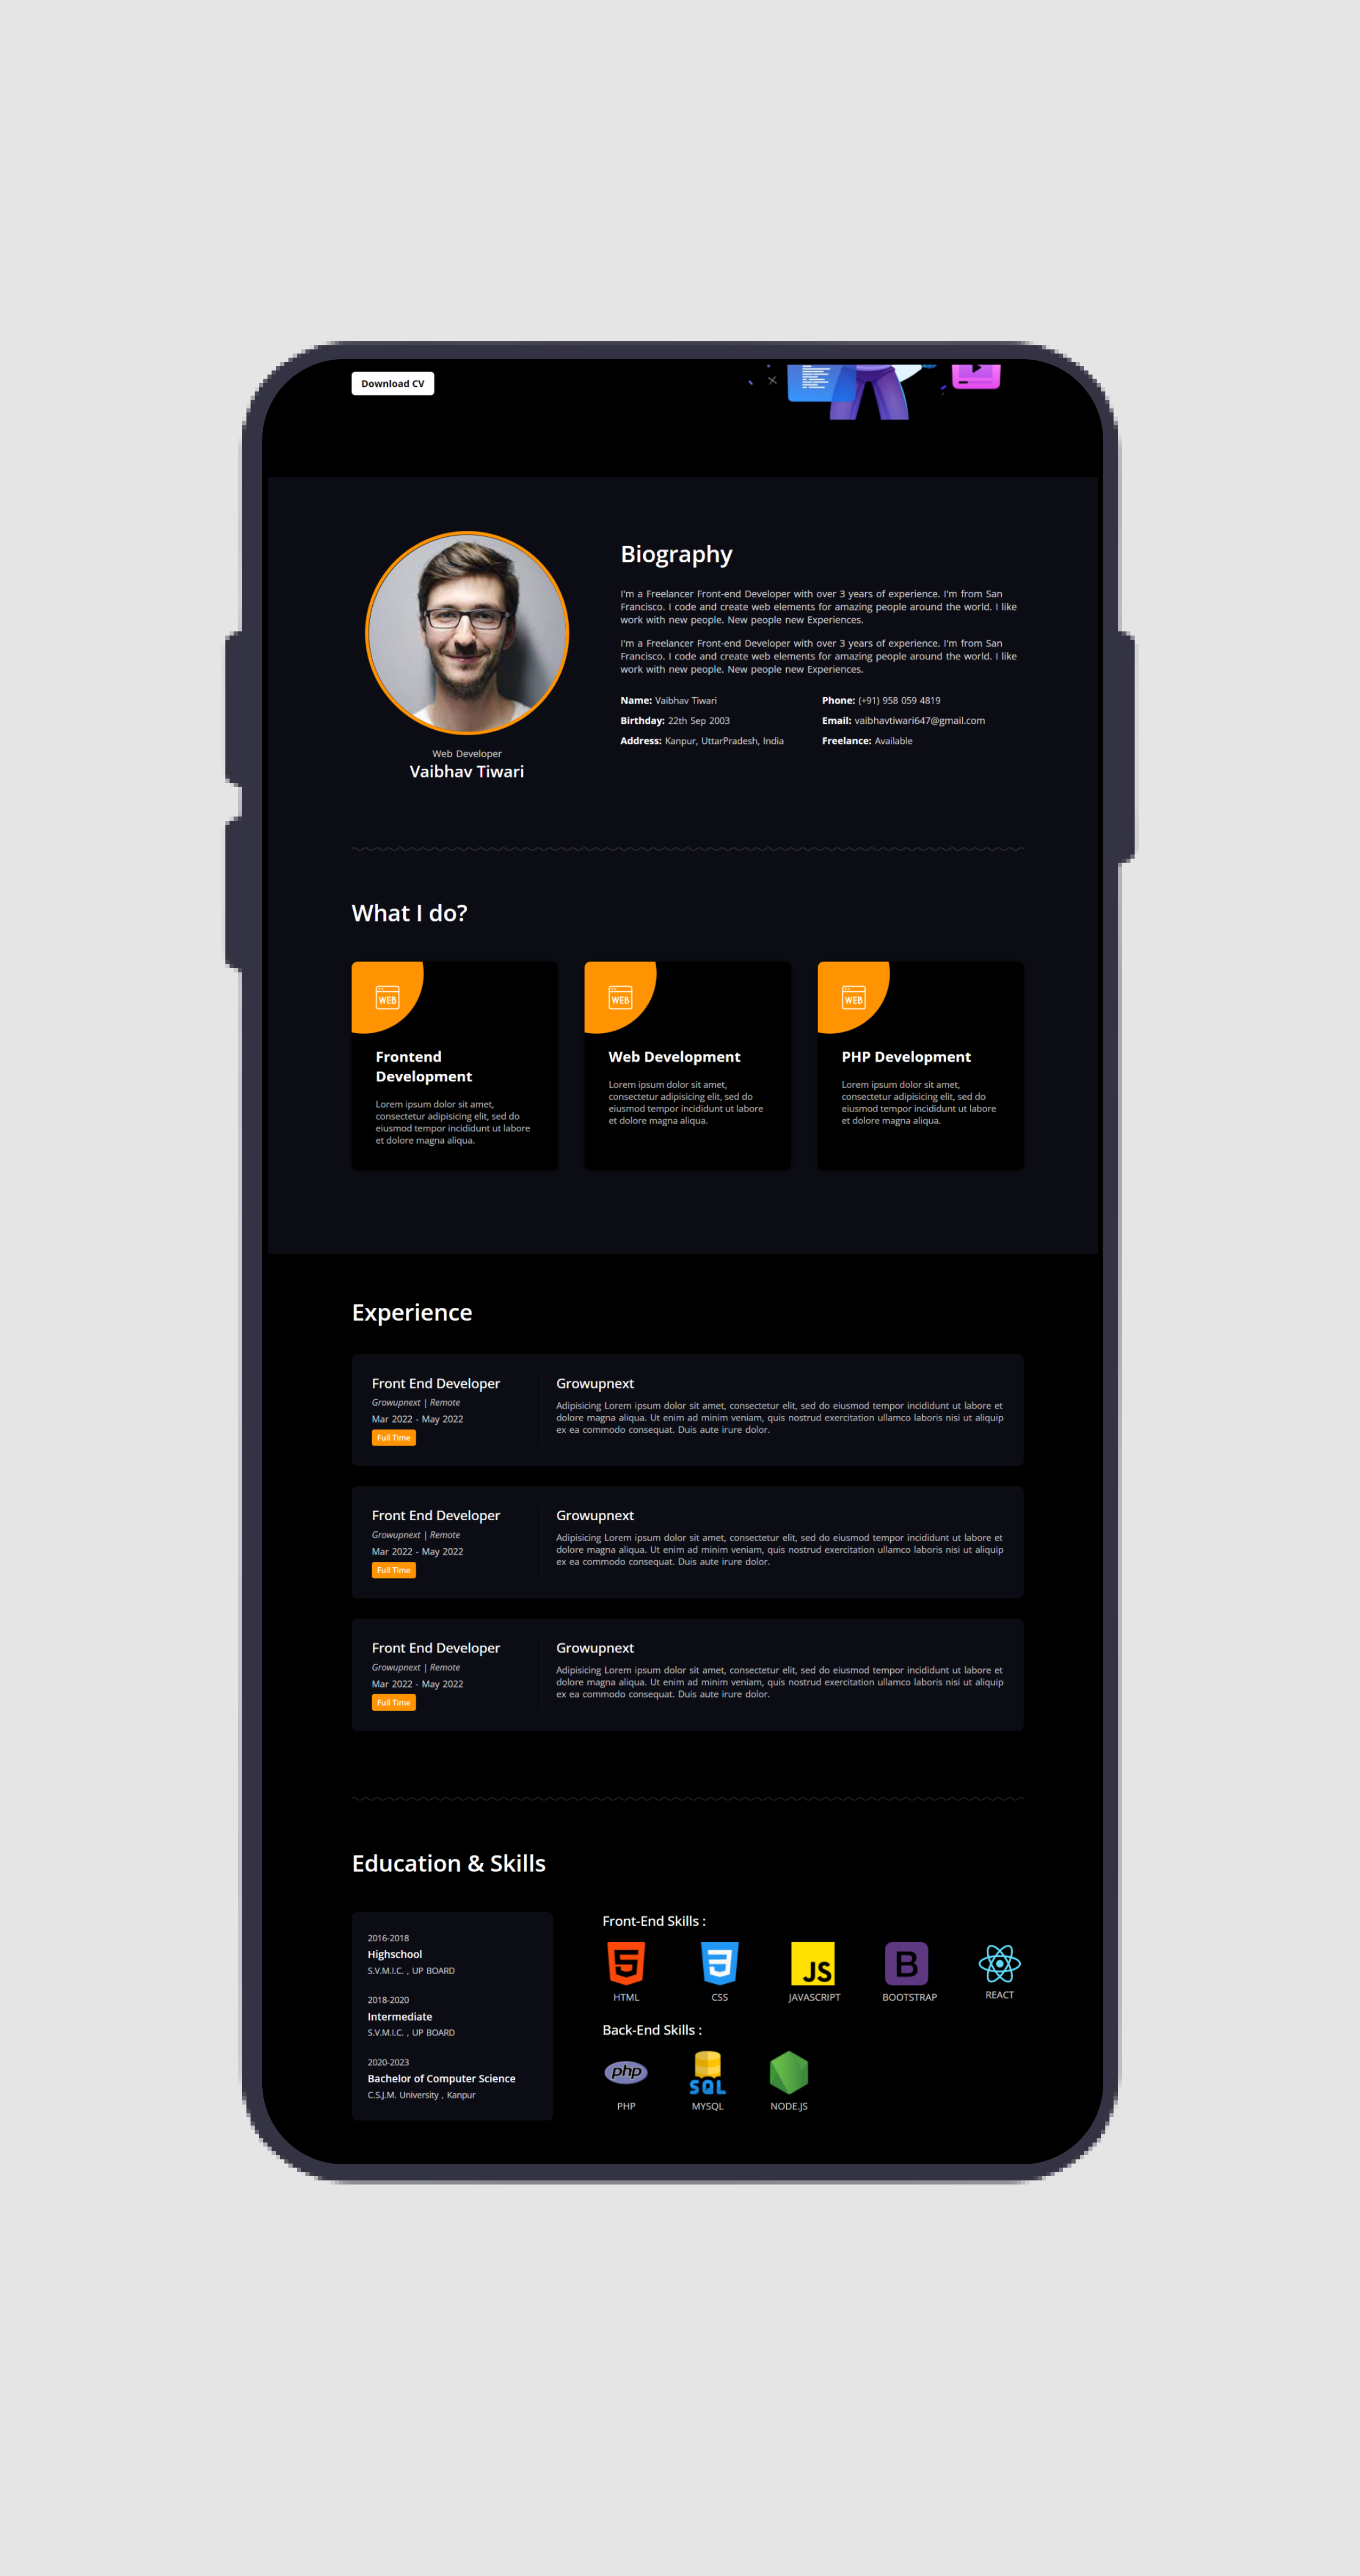 Download CV
Biography
I'm a Freelancer Front-end Developer with over 3 years of experience. I'm from San
Francisco. I code and create web elements for amazing people around the world. I like
work with new people. New people new Experiences.
I'm a Freelancer Front-end Developer with over 3 years of experience. I'm from San
Francisco. I code and create web elements for amazing people around the world. I like
work with new people. New people new Experiences.
Name: Vaibhav Tiwari
Phone: (+91) 958 059 4819
Birthday: 22th Sep 2003
Email: vaibhavtiwari647@gmail.com
Address: Kanpur, UttarPradesh, India
Freelance: Available
Web Developer
Vaibhav Tiwari
What I do?
WEB
Frontend
Development
Lorem ipsum dolor sit amet,
consectetur adipisicing elit, sed do
eiusmod tempor incididunt ut labore
et dolore magna aliqua.
WEB
Web Development
Lorem ipsum dolor sit amet,
consectetur adipisicing elit, sed do
eiusmod tempor incididunt ut labore
et dolore magna aliqua.
WEB
PHP Development
Lorem ipsum dolor sit amet,
consectetur adipisicing elit, sed do
eiusmod tempor incididunt ut labore
et dolore magna aliqua.
Experience
Front End Developer
Growupnext | Remote
Mar 2022 - May 2022
Full Time
Growupnext
Adipisicing Lorem ipsum dolor sit amet, consectetur elit, sed do eiusmod tempor incididunt ut labore et
dolore magna aliqua. Ut enim ad minim veniam, quis nostrud exercitation ullamco laboris nisi ut aliquip
ex ea commodo consequat. Duis aute irure dolor.
Front End Developer
Growupnext | Remote
Mar 2022 - May 2022
Full Time
Growupnext
Adipisicing Lorem ipsum dolor sit amet, consectetur elit, sed do eiusmod tempor incididunt ut labore et
dolore magna aliqua. Ut enim ad minim veniam, quis nostrud exercitation ullamco laboris nisi ut aliquip
ex ea commodo consequat. Duis aute irure dolor.
Front End Developer
Growupnext | Remote
Mar 2022 - May 2022
Full Time
Growupnext
Adipisicing Lorem ipsum dolor sit amet, consectetur elit, sed do eiusmod tempor incididunt ut labore et
dolore magna aliqua. Ut enim ad minim veniam, quis nostrud exercitation ullamco laboris nisi ut aliquip
ex ea commodo consequat. Duis aute irure dolor.
Education & Skills
2016-2018
Highschool
S.V.M.I.C. , UP BOARD
2018-2020
Intermediate
S.V.M.I.C. , UP BOARD
2020-2023
Bachelor of Computer Science
C.S.J.M. University , Kanpur
Front-End Skills :
5
3
JS
B
HTML
CSS
JAVASCRIPT
BOOTSTRAP
REACT
Back-End Skills :
php
SQL
PHP
MYSQL
NODE.JS